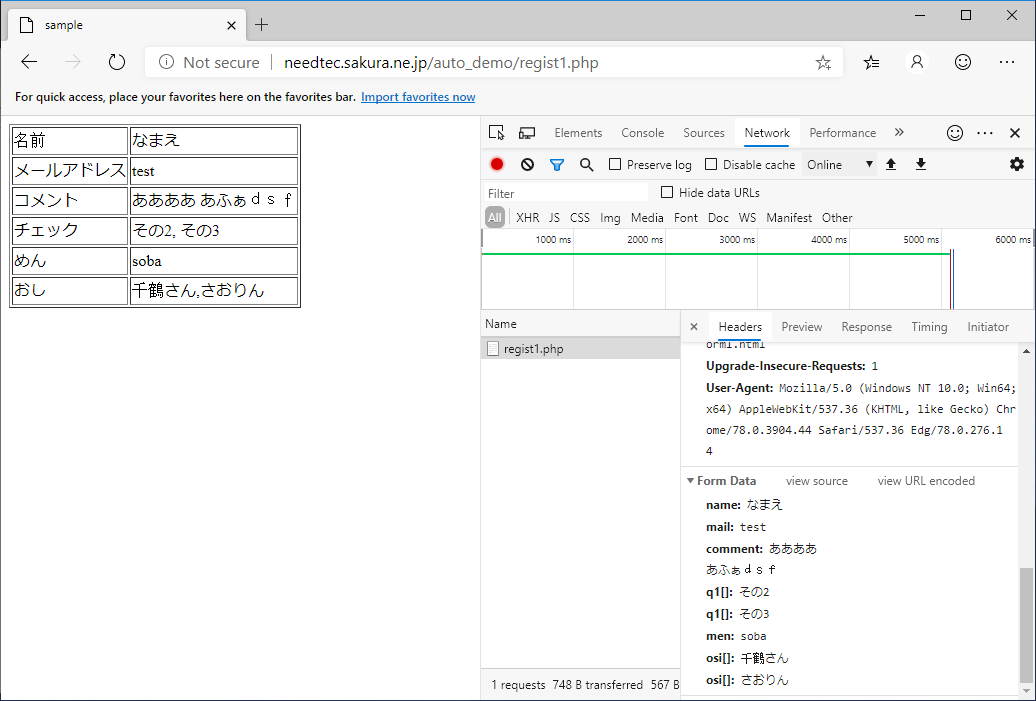 sample
Not secure needtec.sakura.ne.jp/auto_demo/regist1.php
For quick access, place your favorites here on the favorites bar. Import favorites now
名前 なまえ
メールアドレス test
コメント ああああ あふぁｄｓｆ
チェック その2, その3
めん soba
おし 千鶴さん,さおりん
Elements Console Sources Network Performance
Preserve log Disable cache Online
Filter Hide data URLs
All XHR JS CSS Img Media Font Doc WS Manifest Other
1000 ms 2000 ms 3000 ms 4000 ms 5000 ms 6000 ms
Name
regist1.php
1 requests 748 B transferred 567 B
Headers Preview Response Timing Initiator
orm1.html
Upgrade-Insecure-Requests: 1
User-Agent: Mozilla/5.0 (Windows NT 10.0; Win64;
x64) AppleWebKit/537.36 (KHTML, like Gecko) Chr
ome/78.0.3904.44 Safari/537.36 Edg/78.0.276.1
4
Form Data view source view URL encoded
name: なまえ
mail: test
comment: ああああ
あふぁｄｓｆ
q1[]: その2
q1[]: その3
men: soba
osi[]: 千鶴さん
osi[]: さおりん